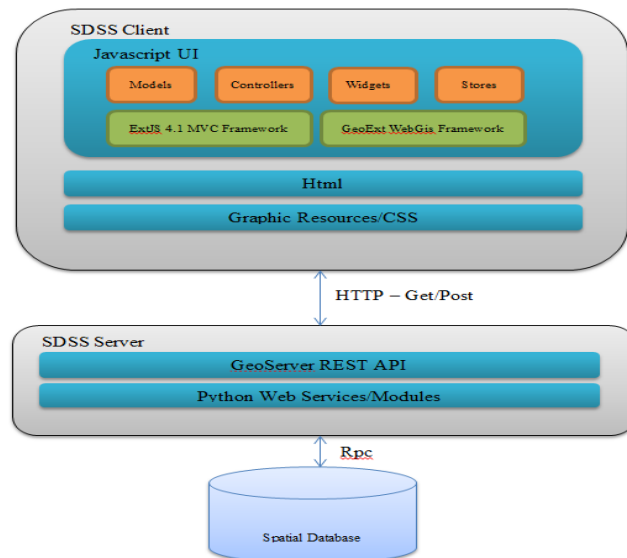 SDSS Client
Javascript UI
Models Controllers Widgets Stores
ExtJS 4.1 MVC Framework GeoExt WebGis Framework
Html
Graphic Resources/CSS
HTTP – Get/Post
SDSS Server
GeoServer REST API
Python Web Services/Modules
Rpc
Spatial Database